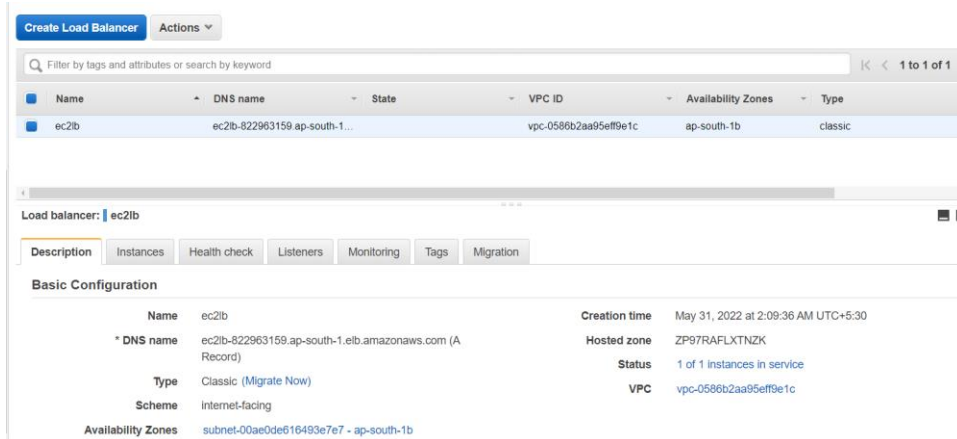 Create Load Balancer Actions
Filter by tags and attributes or search by keyword 1 to 1 of 1
Name DNS name State VPC ID Availability Zones Type
ec2lb ec2lb-822963159.ap-south-1... vpc-0586b2aa95eff9e1c ap-south-1b classic
Load balancer: ec2lb
Description Instances Health check Listeners Monitoring Tags Migration
Basic Configuration
Name ec2lb Creation time May 31, 2022 at 2:09:36 AM UTC+5:30
* DNS name ec2lb-822963159.ap-south-1.elb.amazonaws.com (A Hosted zone ZP97RAFLXTNZK
Record)
Status 1 of 1 instances in service
Type Classic (Migrate Now)
VPC vpc-0586b2aa95eff9e1c
Scheme internet-facing
Availability Zones subnet-00ae0de616493e7e7 - ap-south-1b